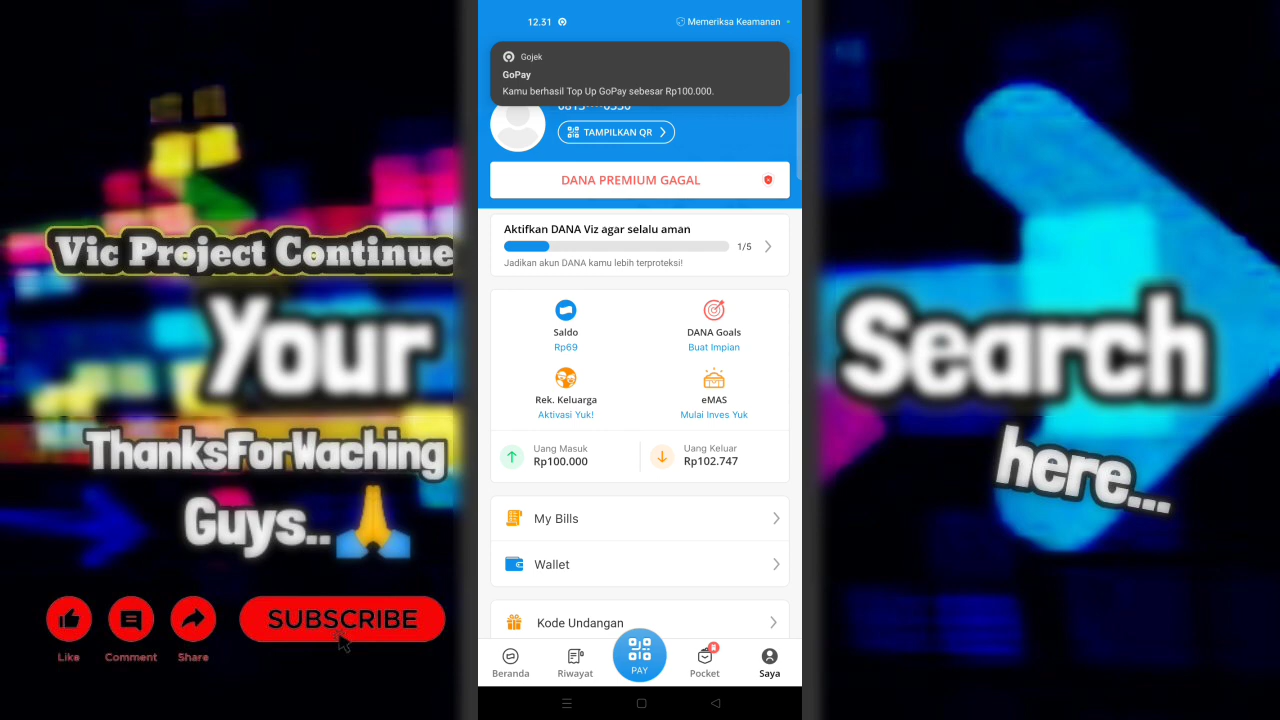 Vic Project Continue
Your
ThanksForWaching
Guys..🙏
Like
Comment
Share
SUBSCRIBE
12.31
Memeriksa Keamanan
Gojek
GoPay
Kamu berhasil Top Up GoPay sebesar Rp100.000.
TAMPILKAN QR
DANA PREMIUM GAGAL
Aktifkan DANA Viz agar selalu aman
1/5
Jadikan akun DANA kamu lebih terproteksi!
Saldo
Rp69
DANA Goals
Buat Impian
Rek. Keluarga
Aktivasi Yuk!
eMAS
Mulai Inves Yuk
Uang Masuk
Rp100.000
Uang Keluar
Rp102.747
My Bills
Wallet
Kode Undangan
Beranda
Riwayat
PAY
Pocket
Saya
Search
here...